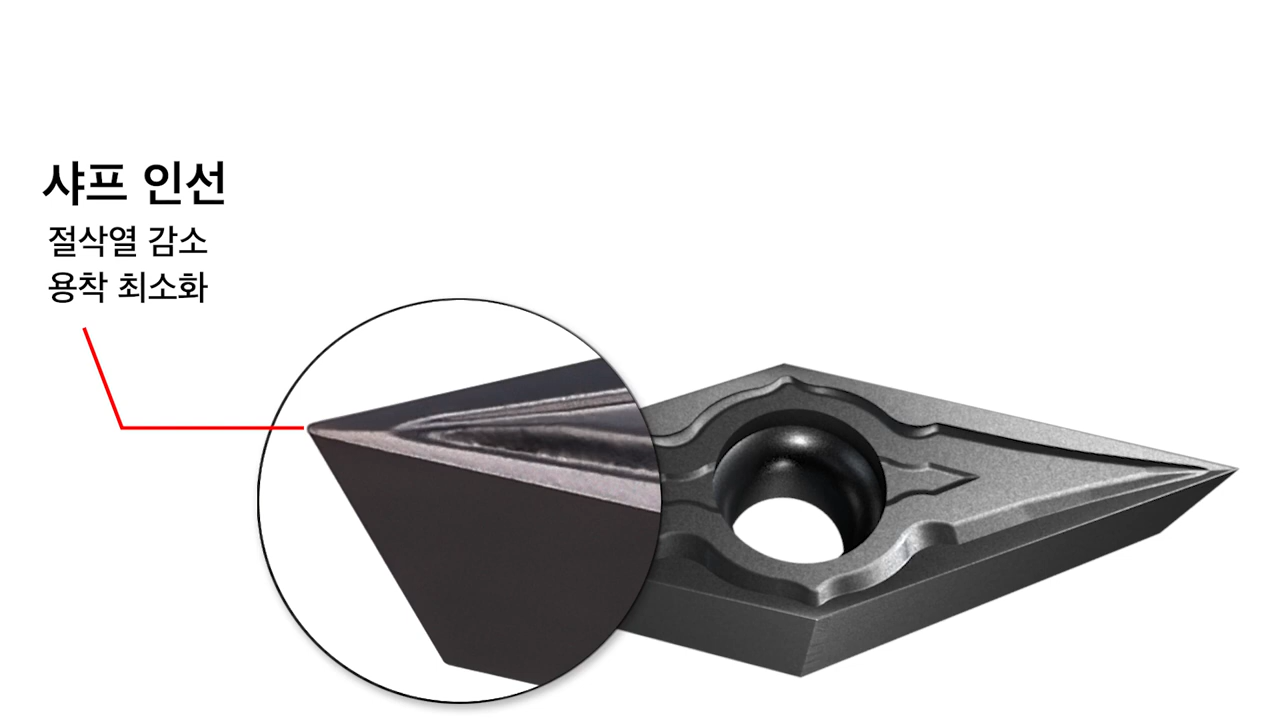 샤프 인선
절삭열 감소
용착 최소화